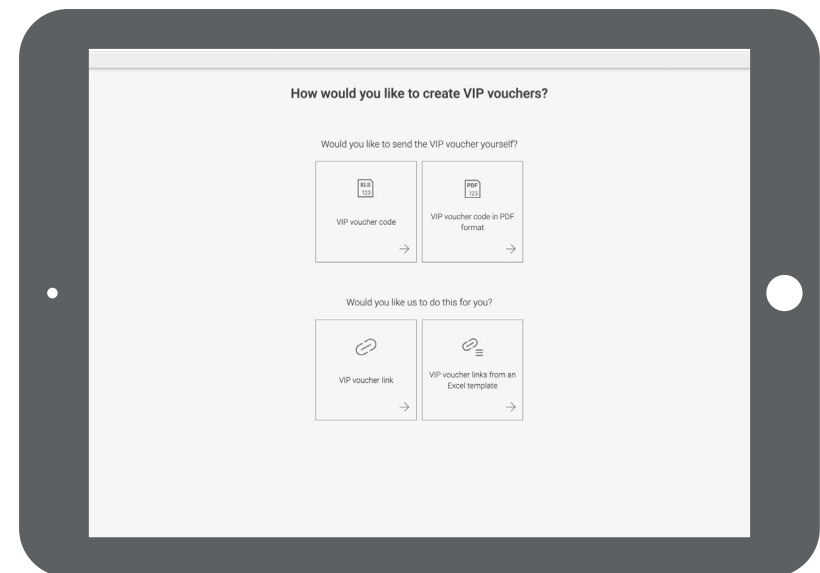 How would you like to create VIP vouchers?
Would you like to send the VIP voucher yourself?
XLS
123
PDF
123
VIP voucher code
VIP voucher code in PDF
format
Would you like us to do this for you?
VIP voucher link
VIP voucher links from an
Excel template